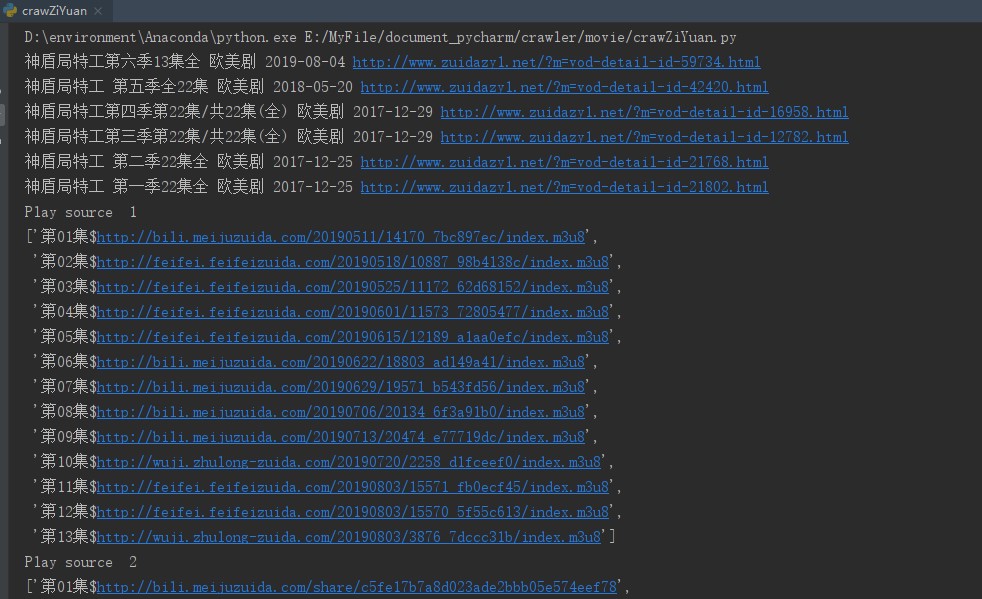 crawZiYuan ×
D:\environment\Anaconda\python.exe E:/MyFile/document_pycharm/crawler/movie/crawZiYuan.py
神盾局特工第六季13集全 欧美剧 2019-08-04 http://www.zuidazy1.net/?m=vod-detail-id-59734.html
神盾局特工 第五季全22集 欧美剧 2018-05-20 http://www.zuidazy1.net/?m=vod-detail-id-42420.html
神盾局特工第四季第22集/共22集(全) 欧美剧 2017-12-29 http://www.zuidazy1.net/?m=vod-detail-id-16958.html
神盾局特工第三季第22集/共22集(全) 欧美剧 2017-12-29 http://www.zuidazy1.net/?m=vod-detail-id-12782.html
神盾局特工 第二季22集全 欧美剧 2017-12-25 http://www.zuidazy1.net/?m=vod-detail-id-21768.html
神盾局特工 第一季22集全 欧美剧 2017-12-25 http://www.zuidazy1.net/?m=vod-detail-id-21802.html
Play source  1
['第01集$http://bili.meijuzuida.com/20190511/14170_7bc897ec/index.m3u8',
 '第02集$http://feifei.feifeizuida.com/20190518/10887_98b4138c/index.m3u8',
 '第03集$http://feifei.feifeizuida.com/20190525/11172_62d68152/index.m3u8',
 '第04集$http://feifei.feifeizuida.com/20190601/11573_72805477/index.m3u8',
 '第05集$http://feifei.feifeizuida.com/20190615/12189_a1aa0efc/index.m3u8',
 '第06集$http://bili.meijuzuida.com/20190622/18803_ad149a41/index.m3u8',
 '第07集$http://bili.meijuzuida.com/20190629/19571_b543fd56/index.m3u8',
 '第08集$http://bili.meijuzuida.com/20190706/20134_6f3a91b0/index.m3u8',
 '第09集$http://bili.meijuzuida.com/20190713/20474_e77719dc/index.m3u8',
 '第10集$http://wuji.zhulong-zuida.com/20190720/2258_d1fceef0/index.m3u8',
 '第11集$http://feifei.feifeizuida.com/20190803/15571_fb0ecf45/index.m3u8',
 '第12集$http://feifei.feifeizuida.com/20190803/15570_5f55c613/index.m3u8',
 '第13集$http://wuji.zhulong-zuida.com/20190803/3876_7dccc31b/index.m3u8']
Play source  2
['第01集$http://bili.meijuzuida.com/share/c5fe17b7a8d023ade2bbb05e574eef78',